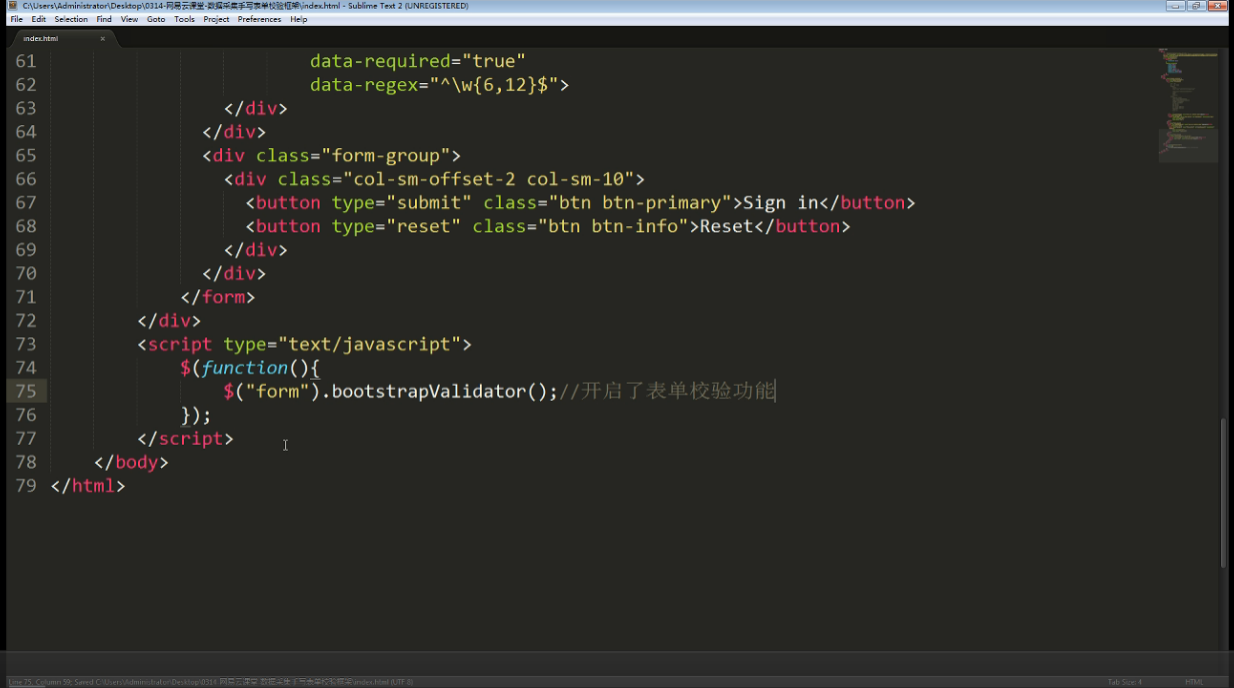 C:\Users\Administrator\Desktop\0314-网易云课堂-数据采集手写表单校验框架\index.html - Sublime Text 2 (UNREGISTERED)
File Edit Selection Find View Goto Tools Project Preferences Help
index.html ×
61 data-required="true"
62 data-regex="^\w{6,12}$">
63 </div>
64 </div>
65 <div class="form-group">
66 <div class="col-sm-offset-2 col-sm-10">
67 <button type="submit" class="btn btn-primary">Sign in</button>
68 <button type="reset" class="btn btn-info">Reset</button>
69 </div>
70 </div>
71 </form>
72 </div>
73 <script type="text/javascript">
74 $(function(){
75 $("form").bootstrapValidator();//开启了表单校验功能
76 });
77 </script>
78 </body>
79 </html>
Line 75, Column 59; Saved C:\Users\Administrator\Desktop\0314-网易云课堂-数据采集手写表单校验框架\index.html (UTF-8) Tab Size: 4 HTML